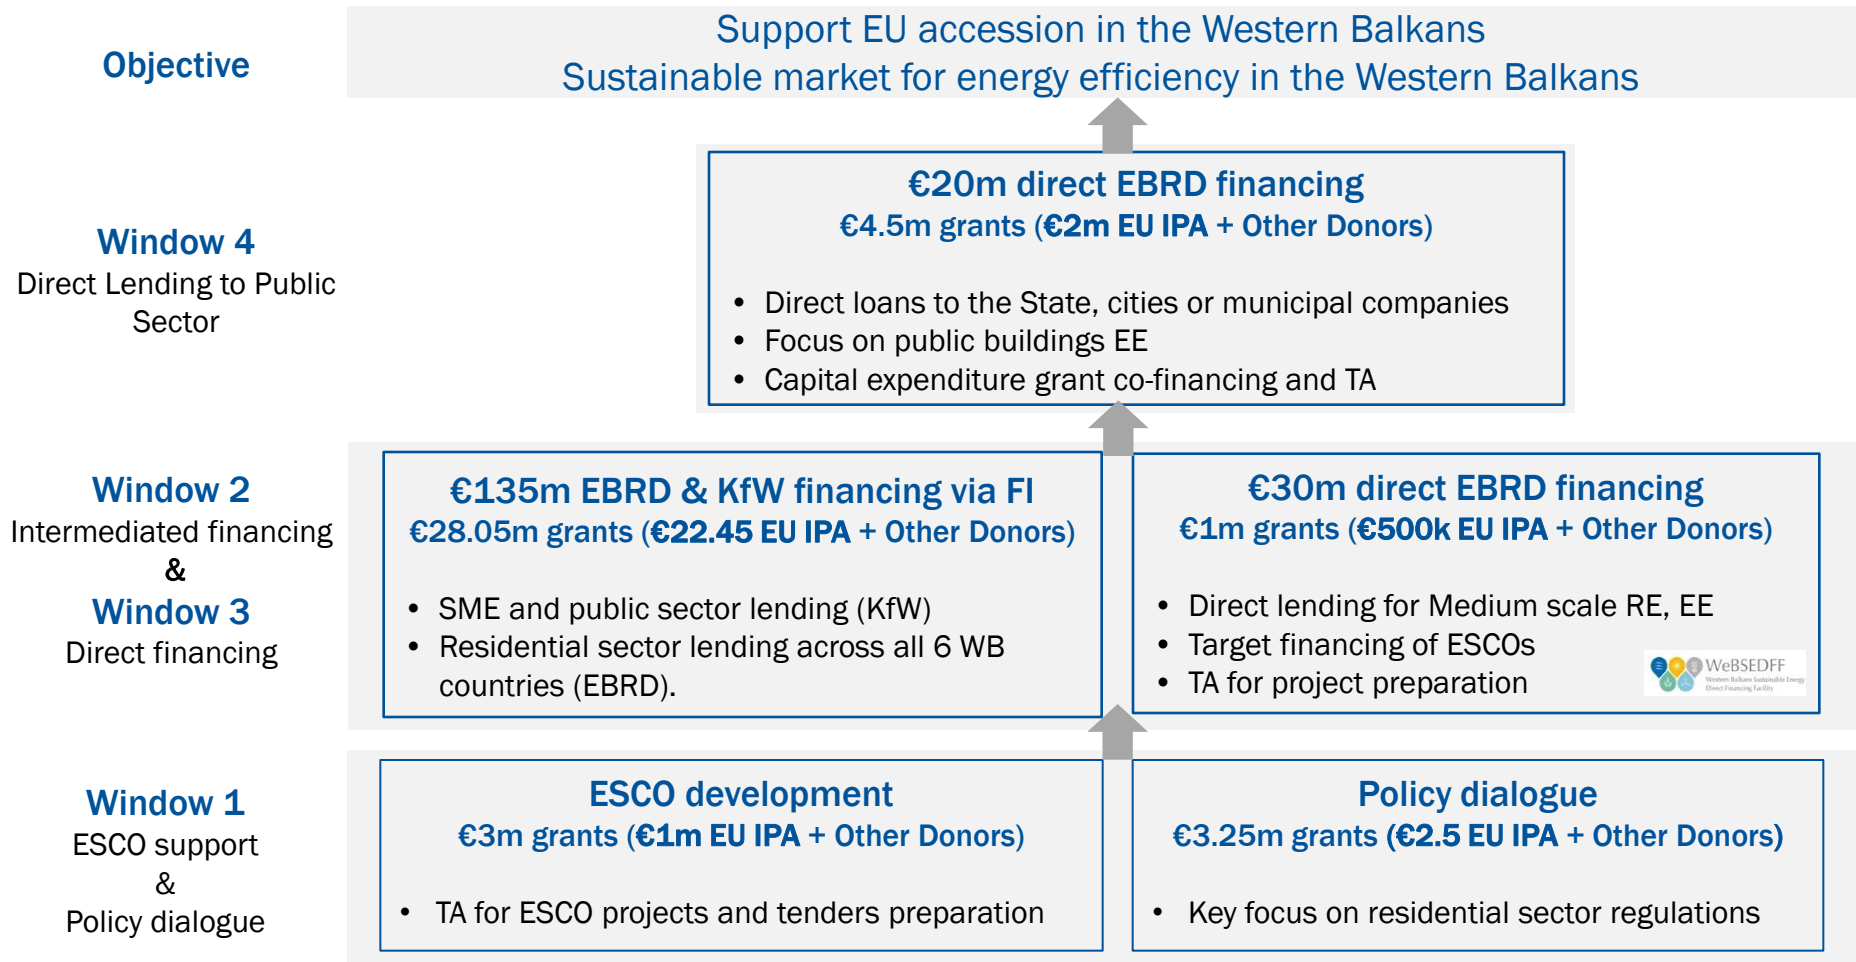 Objective
Support EU accession in the Western Balkans
Sustainable market for energy efficiency in the Western Balkans
Window 4
Direct Lending to Public
Sector
€20m direct EBRD financing
€4.5m grants (€2m EU IPA + Other Donors)
• Direct loans to the State, cities or municipal companies
• Focus on public buildings EE
• Capital expenditure grant co-financing and TA
Window 2
Intermediated financing
&
Window 3
Direct financing
€135m EBRD & KfW financing via FI
€28.05m grants (€22.45 EU IPA + Other Donors)
• SME and public sector lending (KfW)
• Residential sector lending across all 6 WB
countries (EBRD).
€30m direct EBRD financing
€1m grants (€500k EU IPA + Other Donors)
• Direct lending for Medium scale RE, EE
• Target financing of ESCOs
• TA for project preparation
WeBSEDFF
Western Balkans Sustainable Energy
Direct Financing Facility
Window 1
ESCO support
&
Policy dialogue
ESCO development
€3m grants (€1m EU IPA + Other Donors)
• TA for ESCO projects and tenders preparation
Policy dialogue
€3.25m grants (€2.5 EU IPA + Other Donors)
• Key focus on residential sector regulations